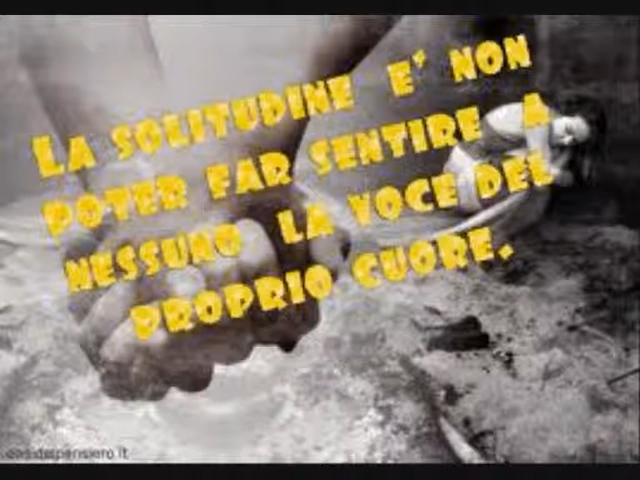 La solitudine e' non
poter far sentire a
nessuno la voce del
proprio cuore.